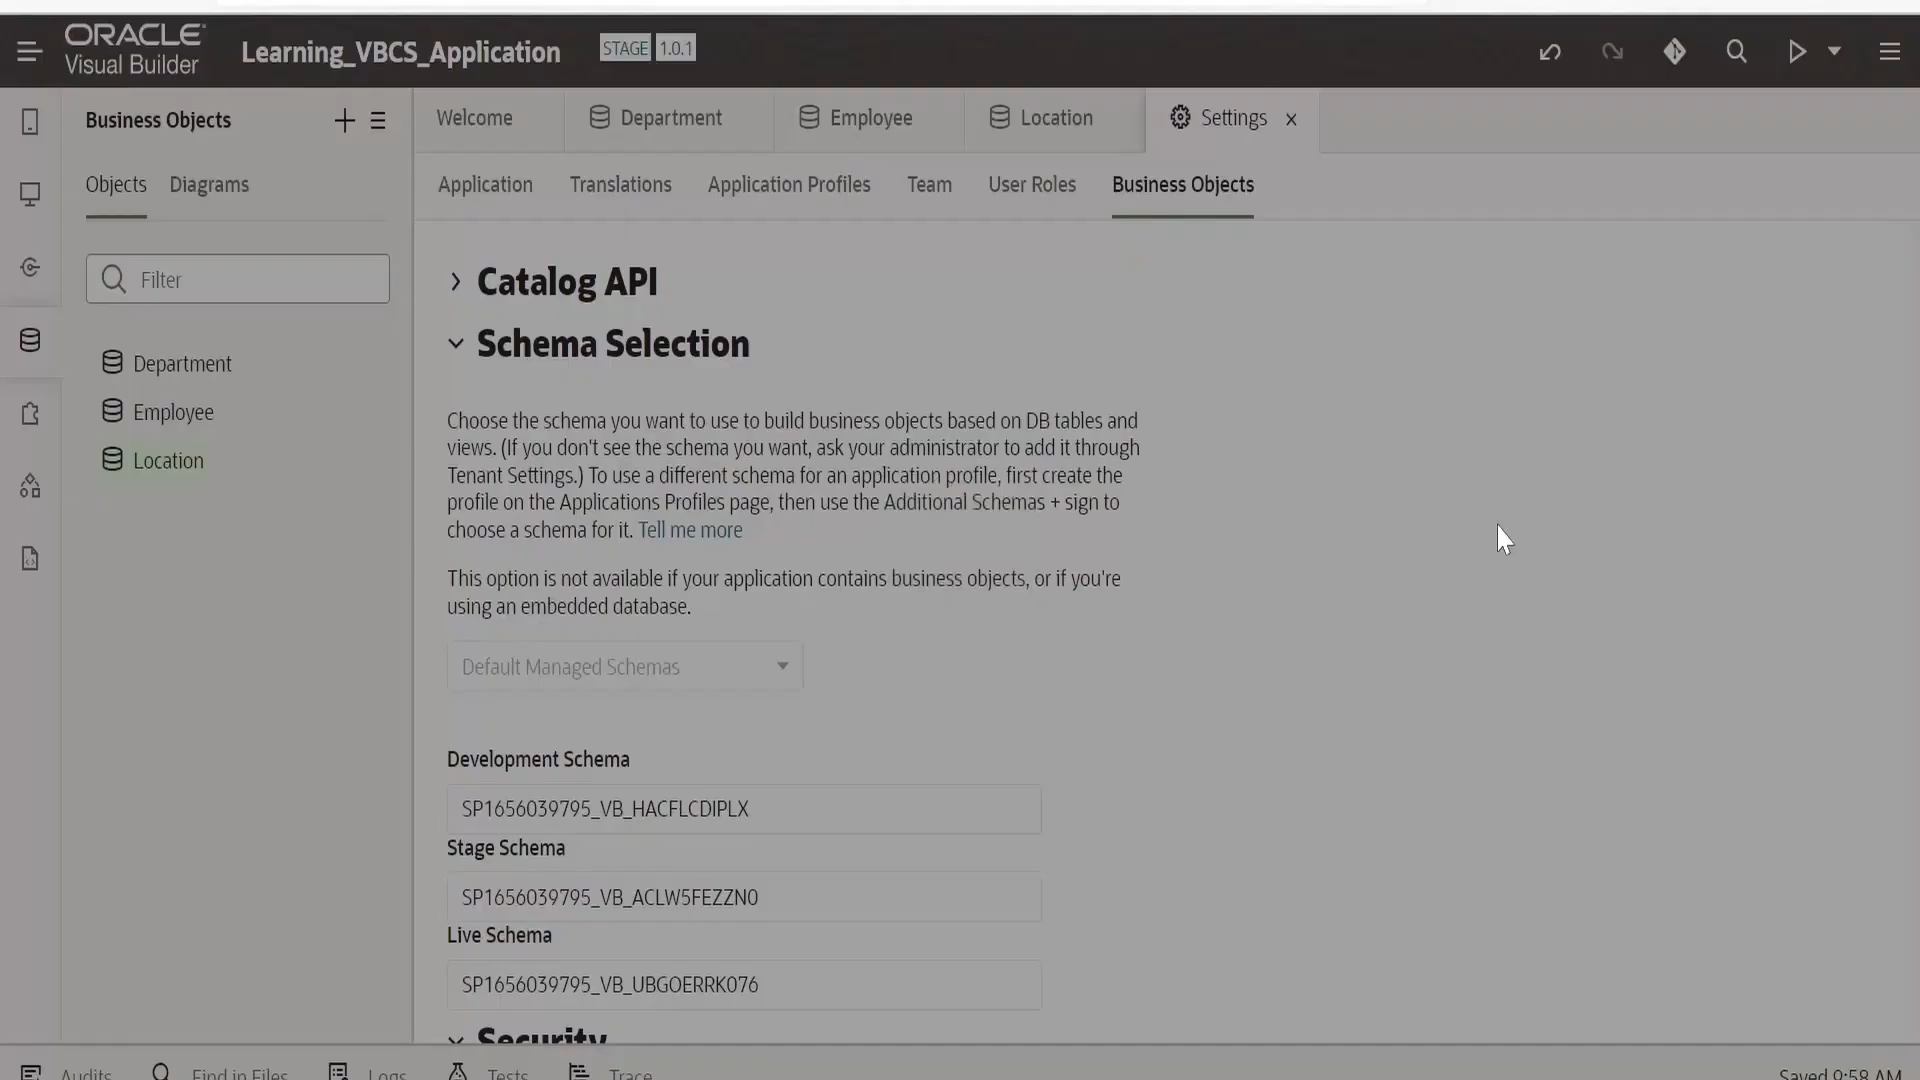 ORACLE
Visual Builder
Learning_VBCS_Application
STAGE 1.0.1
Business Objects
Objects Diagrams
Filter
Department
Employee
Location
Welcome Department Employee Location Settings
Application Translations Application Profiles Team User Roles Business Objects
Catalog API
Schema Selection
Choose the schema you want to use to build business objects based on DB tables and
views. (If you don't see the schema you want, ask your administrator to add it through
Tenant Settings.) To use a different schema for an application profile, first create the
profile on the Applications Profiles page, then use the Additional Schemas + sign to
choose a schema for it. Tell me more
This option is not available if your application contains business objects, or if you're
using an embedded database.
Default Managed Schemas
Development Schema
SP1656039795_VB_HACFLCDIPLX
Stage Schema
SP1656039795_VB_ACLW5FEZZN0
Live Schema
SP1656039795_VB_UBGOERRK076
Security
Audits Find in Files Logs Tests Trace
Saved 9:58 AM